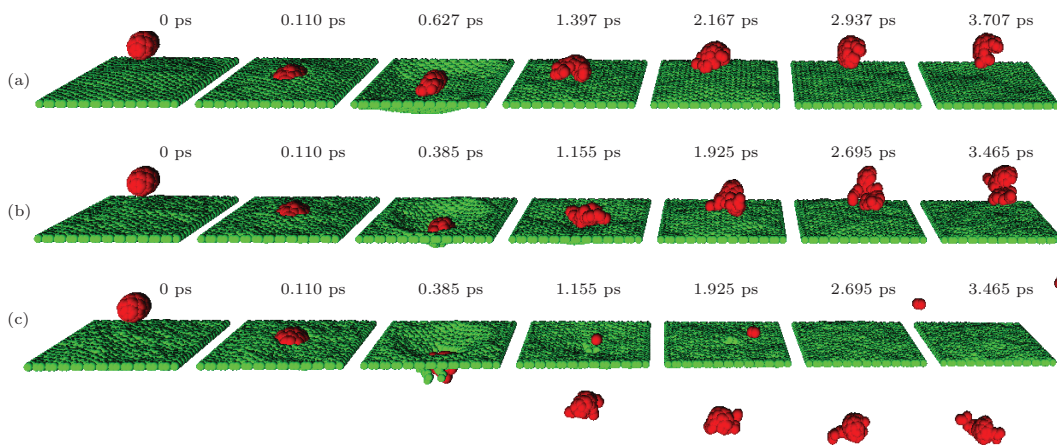 0 ps 0.110 ps 0.627 ps 1.397 ps 2.167 ps 2.937 ps 3.707 ps
(a)
0 ps 0.110 ps 0.385 ps 1.155 ps 1.925 ps 2.695 ps 3.465 ps
(b)
0 ps 0.110 ps 0.385 ps 1.155 ps 1.925 ps 2.695 ps 3.465 ps
(c)